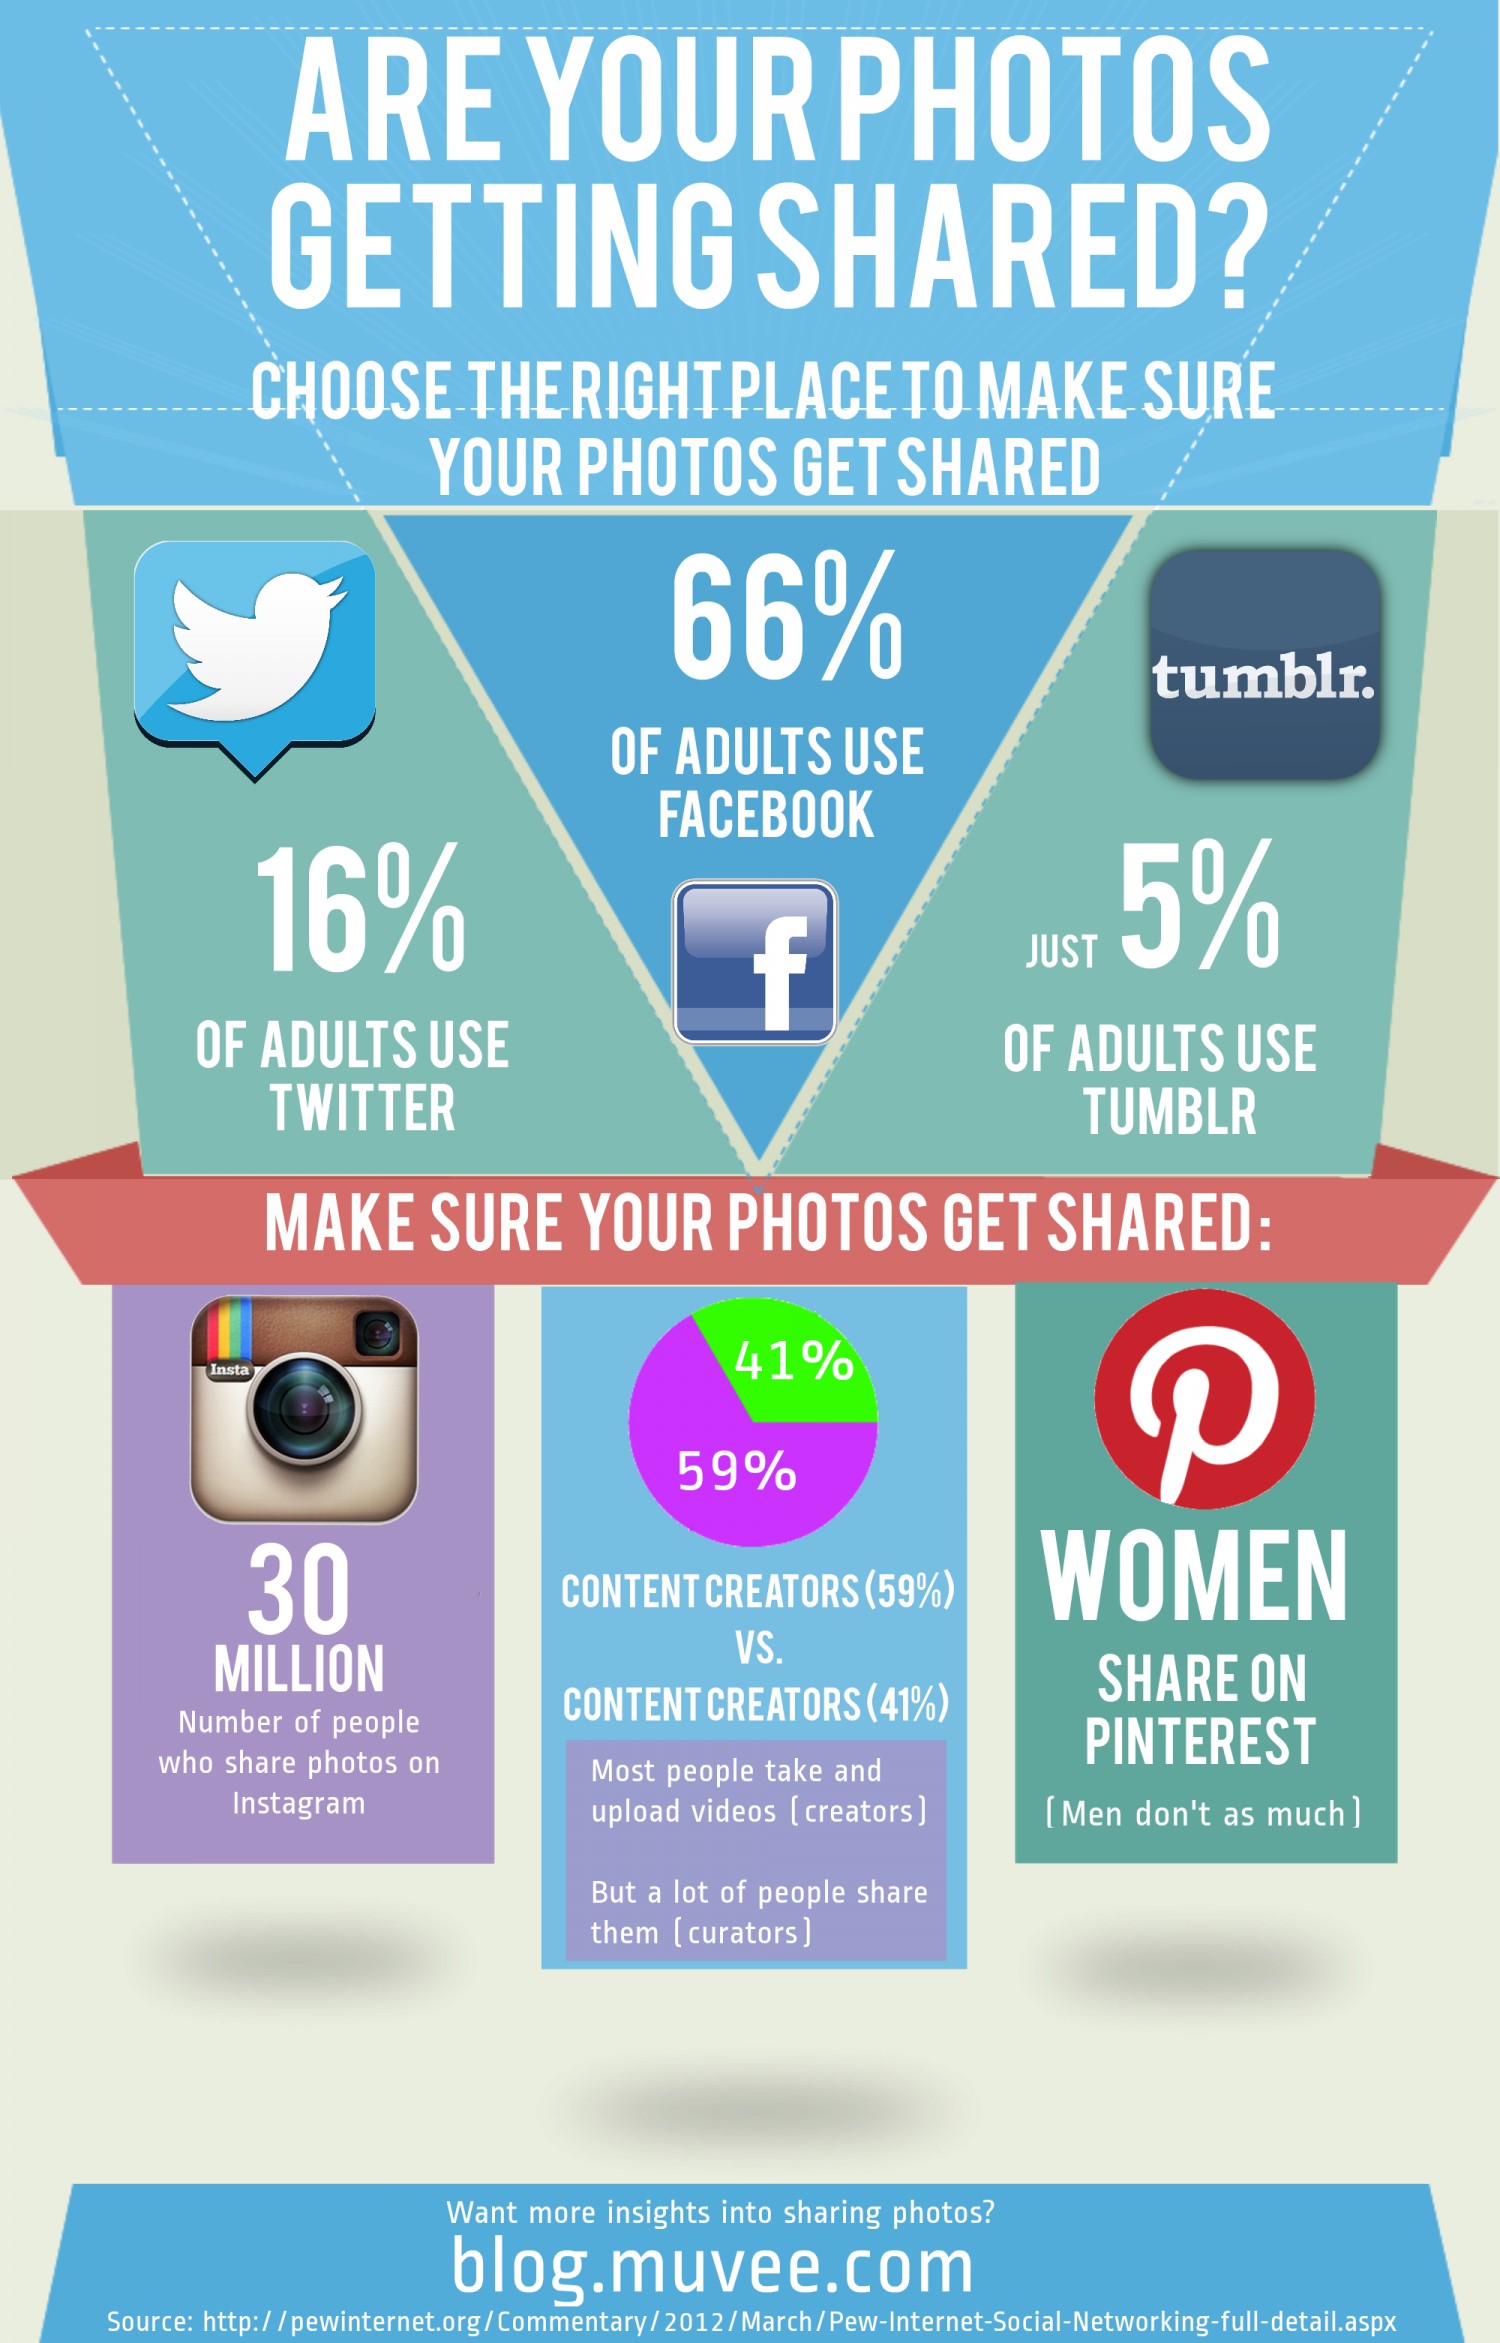 ARE YOUR PHOTOS
GETTING SHARED?
CHOOSE THE RIGHT PLACE TO MAKE SURE
YOUR PHOTOS GET SHARED
66%
OF ADULTS USE
FACEBOOK
f
tumblr.
16%
OF ADULTS USE
TWITTER
JUST 5%
OF ADULTS USE
TUMBLR
MAKE SURE YOUR PHOTOS GET SHARED:
Insta
30
MILLION
Number of people
who share photos on
Instagram
41%
59%
CONTENT CREATORS (59%)
VS.
CONTENT CREATORS (41%)
Most people take and
upload videos (creators)
But a lot of people share
them (curators)
P
WOMEN
SHARE ON
PINTEREST
(Men don't as much)
Want more insights into sharing photos?
blog.muvee.com
Source: http://pewinternet.org/Commentary/2012/March/Pew-Internet-Social-Networking-full-detail.aspx